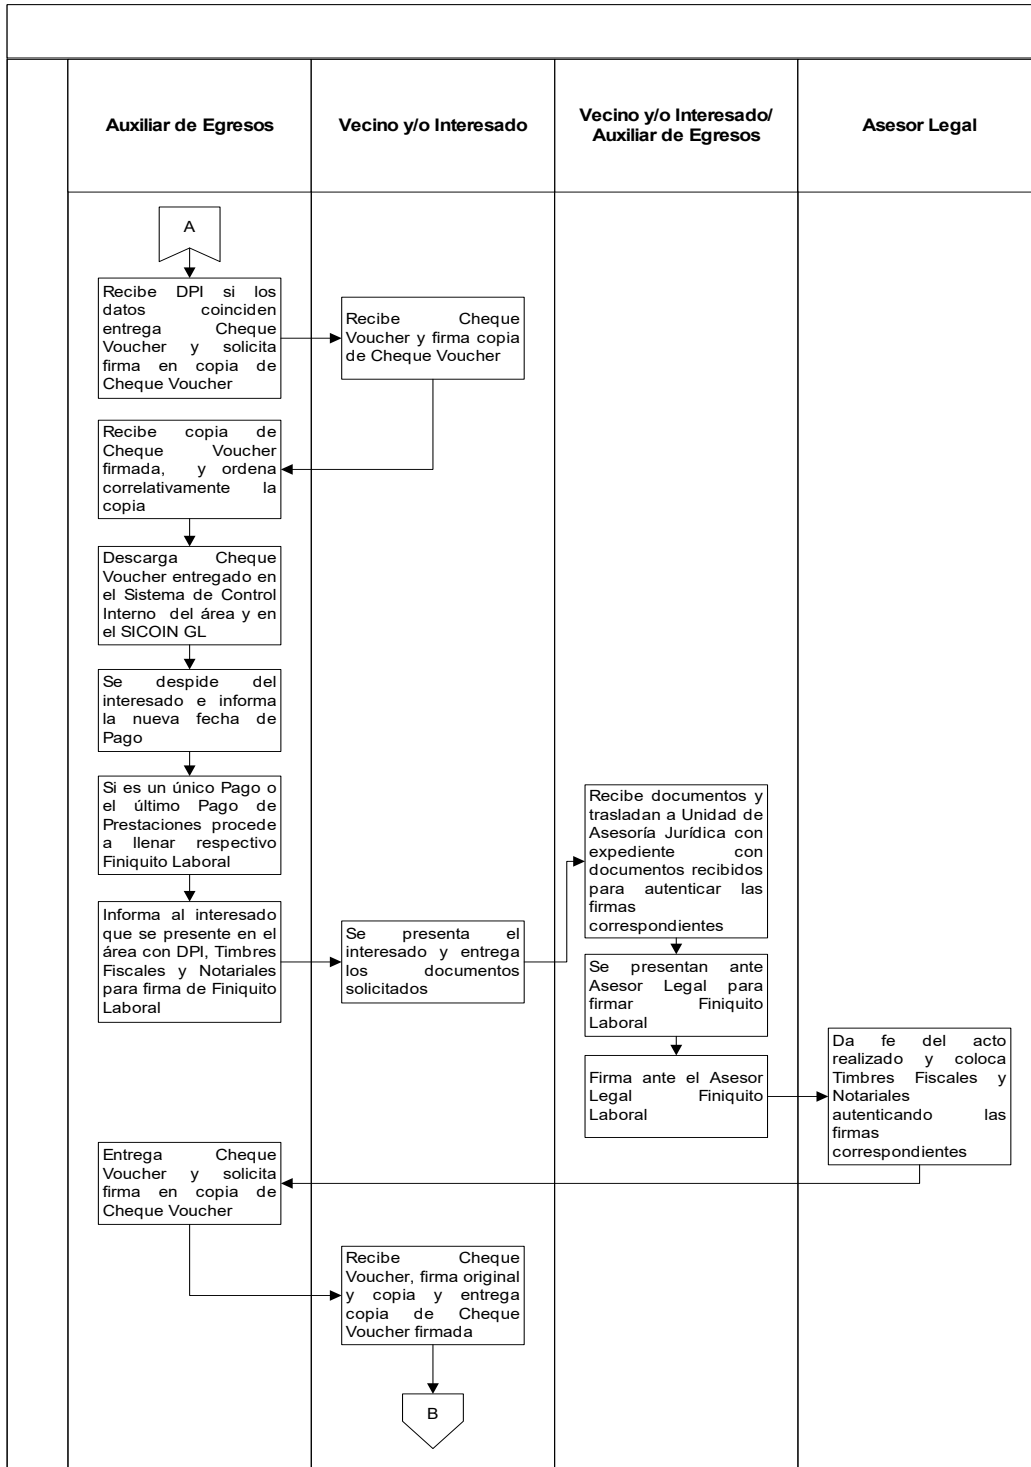 Auxiliar de Egresos
Vecino y/o Interesado
Vecino y/o Interesado/
Auxiliar de Egresos
Asesor Legal
A
Recibe DPI si los
datos coinciden
entrega Cheque
Voucher y solicita
firma en copia de
Cheque Voucher
Recibe Cheque
Voucher y firma copia
de Cheque Voucher
Recibe copia de
Cheque Voucher
firmada, y ordena
correlativamente la
copia
Descarga Cheque
Voucher entregado en
el Sistema de Control
Interno del área y en
el SICOIN GL
Se despide del
interesado e informa
la nueva fecha de
Pago
Si es un único Pago o
el último Pago de
Prestaciones procede
a llenar respectivo
Finiquito Laboral
Informa al interesado
que se presente en el
área con DPI, Timbres
Fiscales y Notariales
para firma de Finiquito
Laboral
Se presenta el
interesado y entrega
los documentos
solicitados
Recibe documentos y
trasladan a Unidad de
Asesoría Jurídica con
expediente con
documentos recibidos
para autenticar las
firmas
correspondientes
Se presentan ante
Asesor Legal para
firmar Finiquito
Laboral
Firma ante el Asesor
Legal Finiquito
Laboral
Da fe del acto
realizado y coloca
Timbres Fiscales y
Notariales
autenticando las
firmas
correspondientes
Entrega Cheque
Voucher y solicita
firma en copia de
Cheque Voucher
Recibe Cheque
Voucher, firma original
y copia y entrega
copia de Cheque
Voucher firmada
B